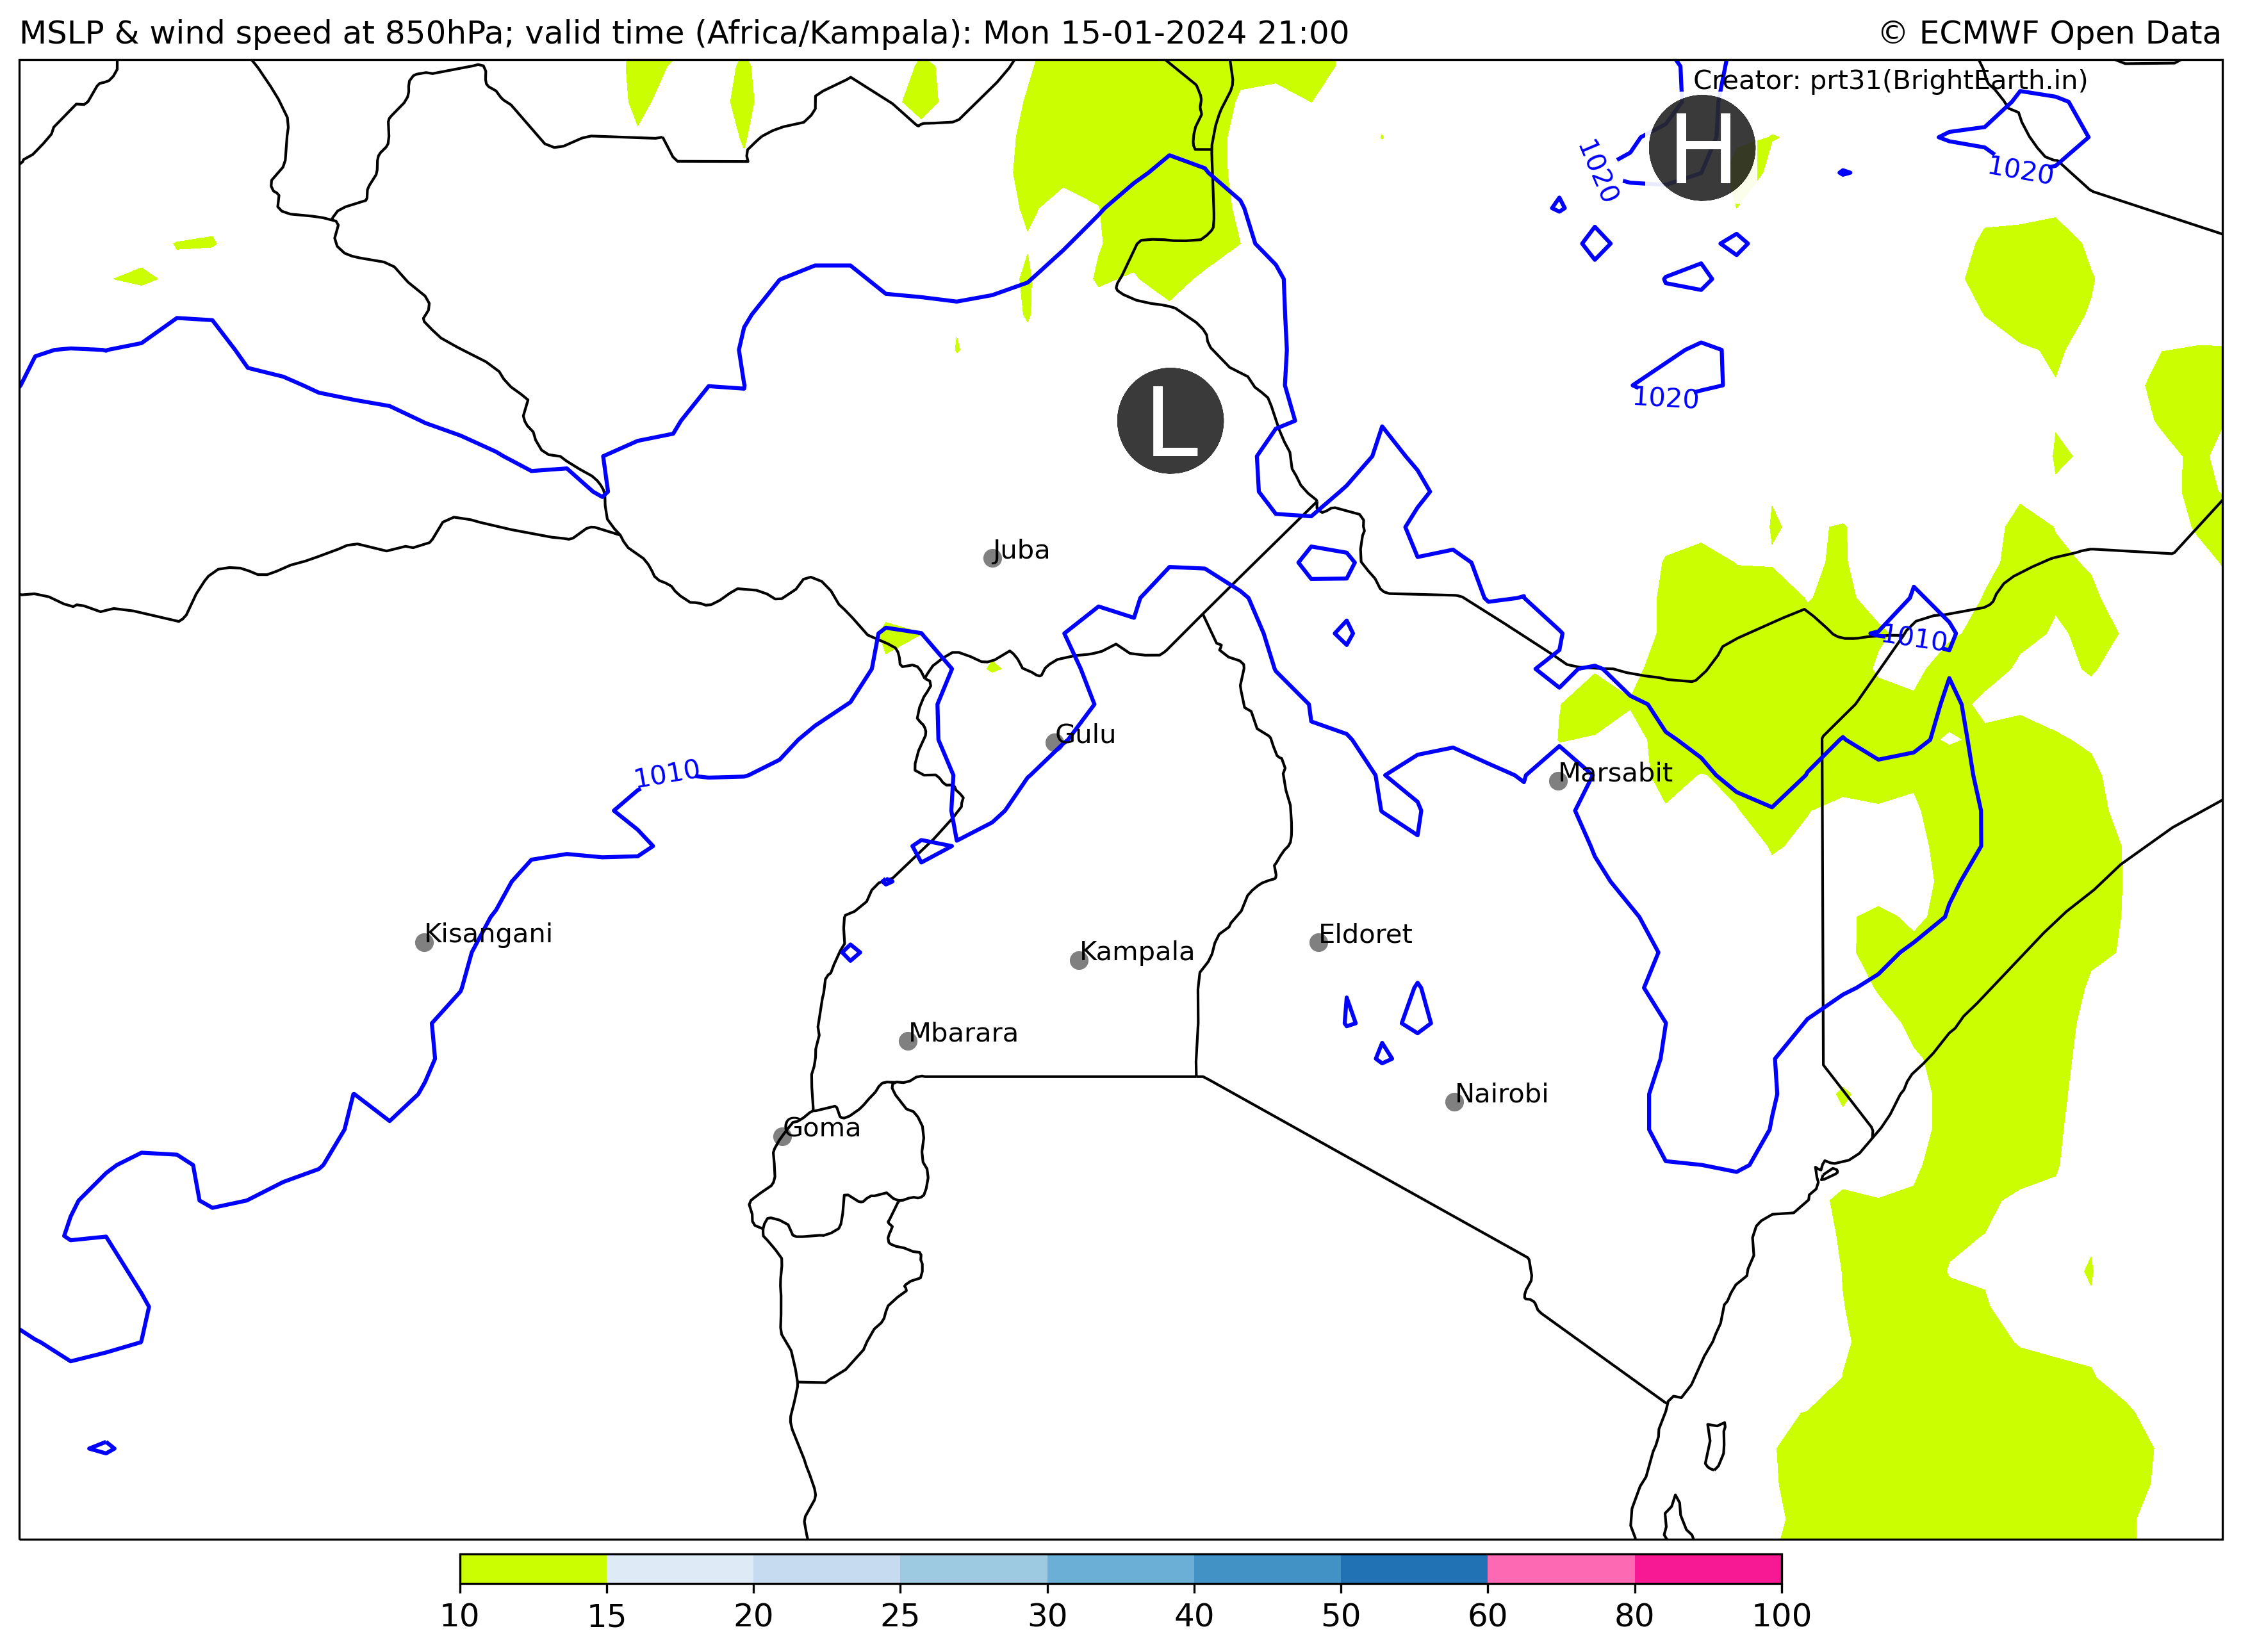 MSLP & wind speed at 850hPa; valid time (Africa/Kampala): Mon 15-01-2024 21:00
© ECMWF Open Data
Creator: prt31(BrightEarth.in)
H
1020
1020
1020
L
Juba
1010
Gulu
1010
Marsabit
Kisangani
Eldoret
Kampala
Mbarara
Nairobi
Goma
10 15 20 25 30 40 50 60 80 100